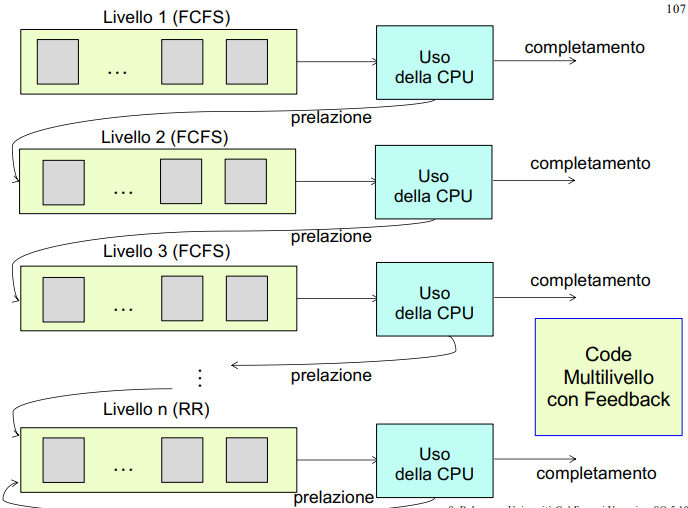 107
Livello 1 (FCFS)
...
Uso
della CPU
completamento
prelazione
Livello 2 (FCFS)
...
Uso
della CPU
completamento
prelazione
Livello 3 (FCFS)
...
Uso
della CPU
completamento
prelazione
Code
Multilivello
con Feedback
Livello n (RR)
...
Uso
della CPU
completamento
prelazione